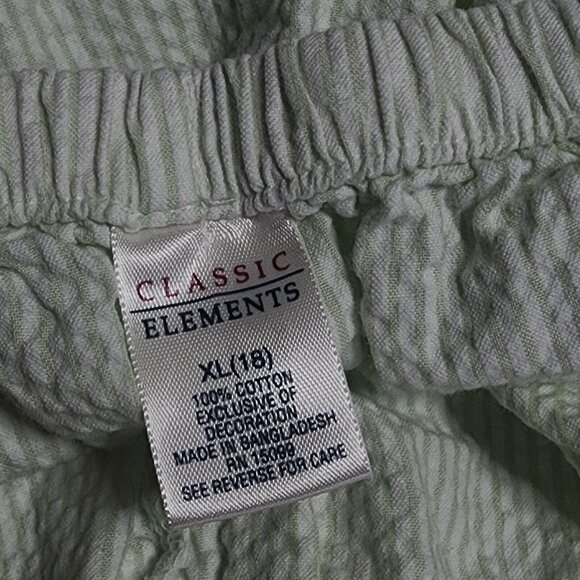 CLASSIC
ELEMENTS
XL(18)
100% COTTON
EXCLUSIVE OF
DECORATION
MADE IN BANGLADESH
RN 15099
SEE REVERSE FOR CARE